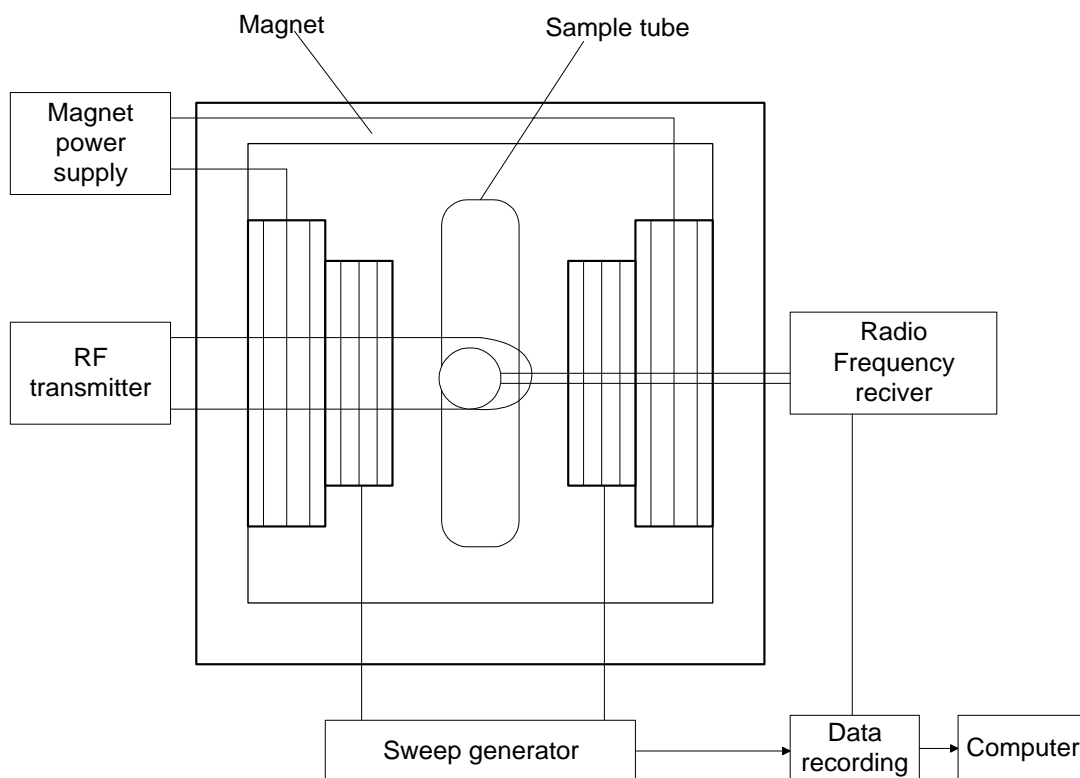 Magnet
Sample tube
Magnet
power
supply
RF
transmitter
Radio
Frequency
reciver
Sweep generator
Data
recording
Computer